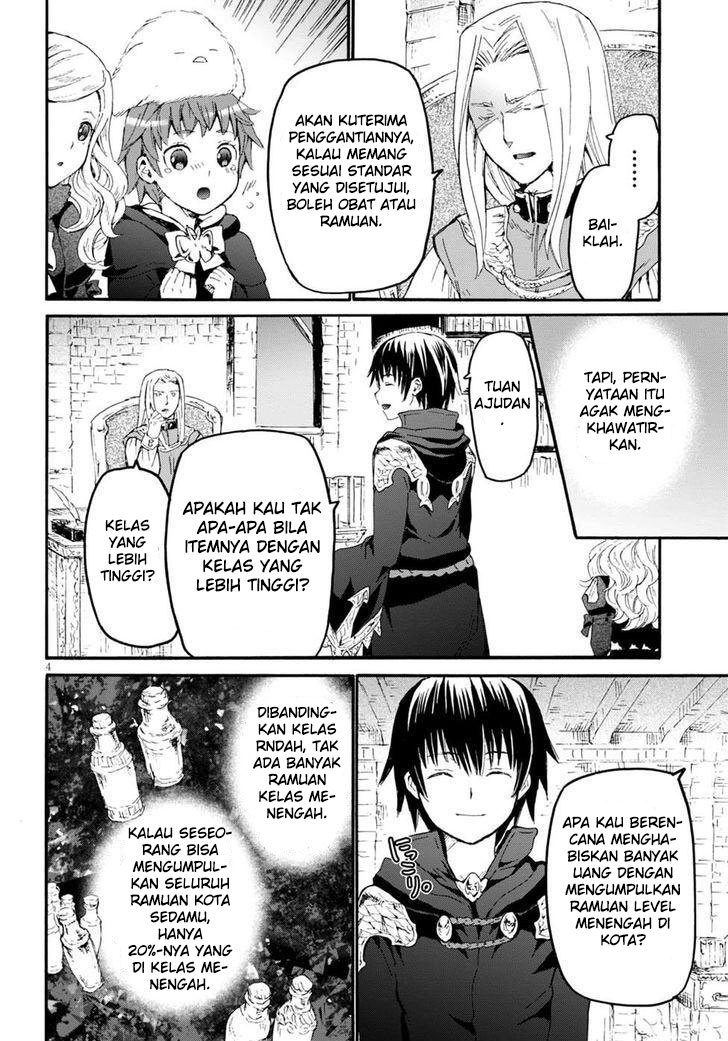 .....
BAI-
KLAH.
AKAN KUTERIMA
PENGGANTIANNYA,
KALAU MEMANG
SESUAI STANDAR
YANG DISETUJUI,
BOLEH OBAT ATAU
RAMUAN.
TAPI, PER-
NYATAAN ITU
AGAK MENG-
KHAWATIR-
KAN.
TUAN
AJUDAN
.
APAKAH KAU TAK
APA-APA BILA
ITEMNYA DENGAN
KELAS YANG
LEBIH TINGGI?
KELAS
YANG
LEBIH
TINGGI?
4
APA KAU BEREN-
CANA MENGHA-
BISKAN BANYAK
UANG DENGAN
MENGUMPULKAN
RAMUAN LEVEL
MENENGAH DI
KOTA?
にっこり。
DIBANDING-
KAN KELAS
RNDAH, TAK
ADA BANYAK
RAMUAN
KELAS ME-
NENGAH.
KALAU SESEO-
RANG BISA
MENGUMPUL-
KAN SELURUH
RAMUAN KOTA
SEDAMU,
HANYA
20%-NYA YANG
DI KELAS ME-
NENGAH.